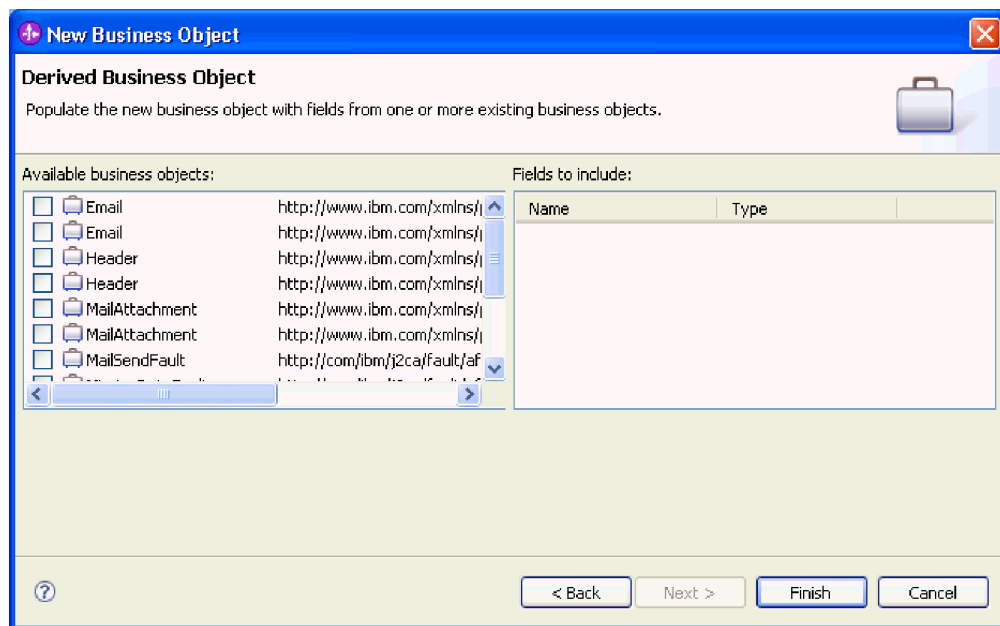 New Business Object
Derived Business Object
Populate the new business object with fields from one or more existing business objects.
Available business objects:
Fields to include:
Email http://www.ibm.com/xmlns/
Email http://www.ibm.com/xmlns/
Header http://www.ibm.com/xmlns/
Header http://www.ibm.com/xmlns/
MailAttachment http://www.ibm.com/xmlns/
MailAttachment http://www.ibm.com/xmlns/
MailSendFault http://com/ibm/j2ca/fault/af
Name Type
?
< Back Next > Finish Cancel